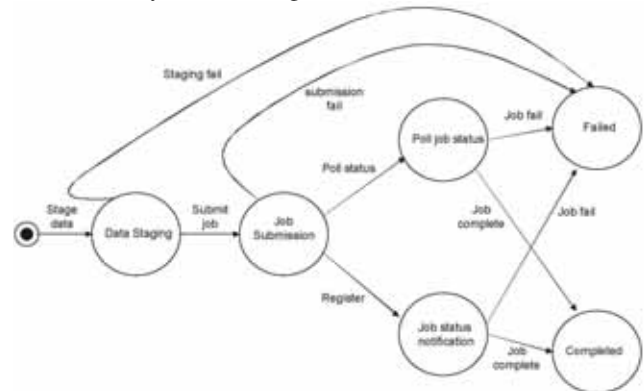 Staging fail
submission
fail
Job fail
Failed
Poll job status
Poll status
Stage
data
Submit
job
Data Staging
Job
Submission
Job
complete
Job fail
Register
Job status
notification
Job
complete
Completed